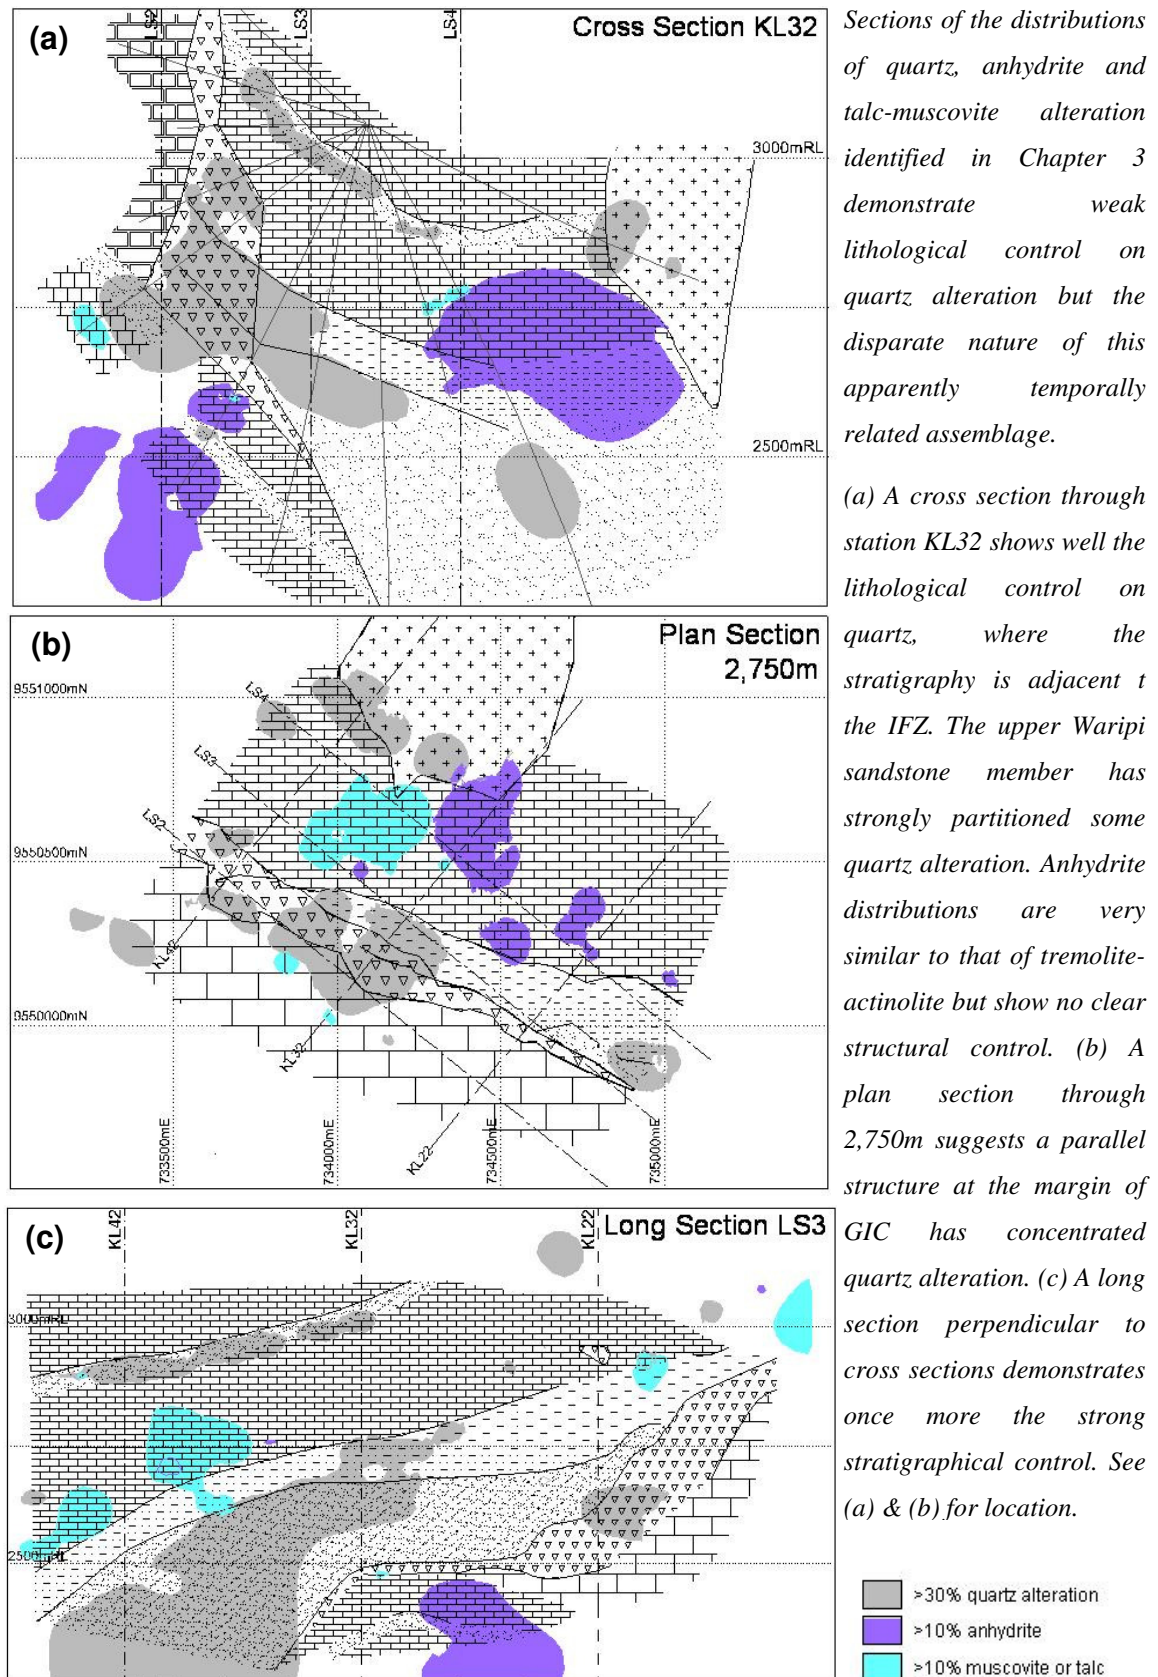 (a)
LS2
LS3
LS4
Cross Section KL32
3000mRL
2500mRL
(b)
Plan Section
2,750m
9551000mN
9550500mN
9550000mN
LS4
LS3
LS2
KL42
KL32
KL22
733500mE
734000mE
734500mE
735000mE
(c)
KL42
KL32
KL22
Long Section LS3
3000mRL
2500mRL
Sections of the distributions
of quartz, anhydrite and
talc-muscovite alteration
identified in Chapter 3
demonstrate weak
lithological control on
quartz alteration but the
disparate nature of this
apparently temporally
related assemblage.
(a) A cross section through
station KL32 shows well the
lithological control on
quartz, where the
stratigraphy is adjacent t
the IFZ. The upper Waripi
sandstone member has
strongly partitioned some
quartz alteration. Anhydrite
distributions are very
similar to that of tremolite-
actinolite but show no clear
structural control. (b) A
plan section through
2,750m suggests a parallel
structure at the margin of
GIC has concentrated
quartz alteration. (c) A long
section perpendicular to
cross sections demonstrates
once more the strong
stratigraphical control. See
(a) & (b) for location.
>30% quartz alteration
>10% anhydrite
>10% muscovite or talc